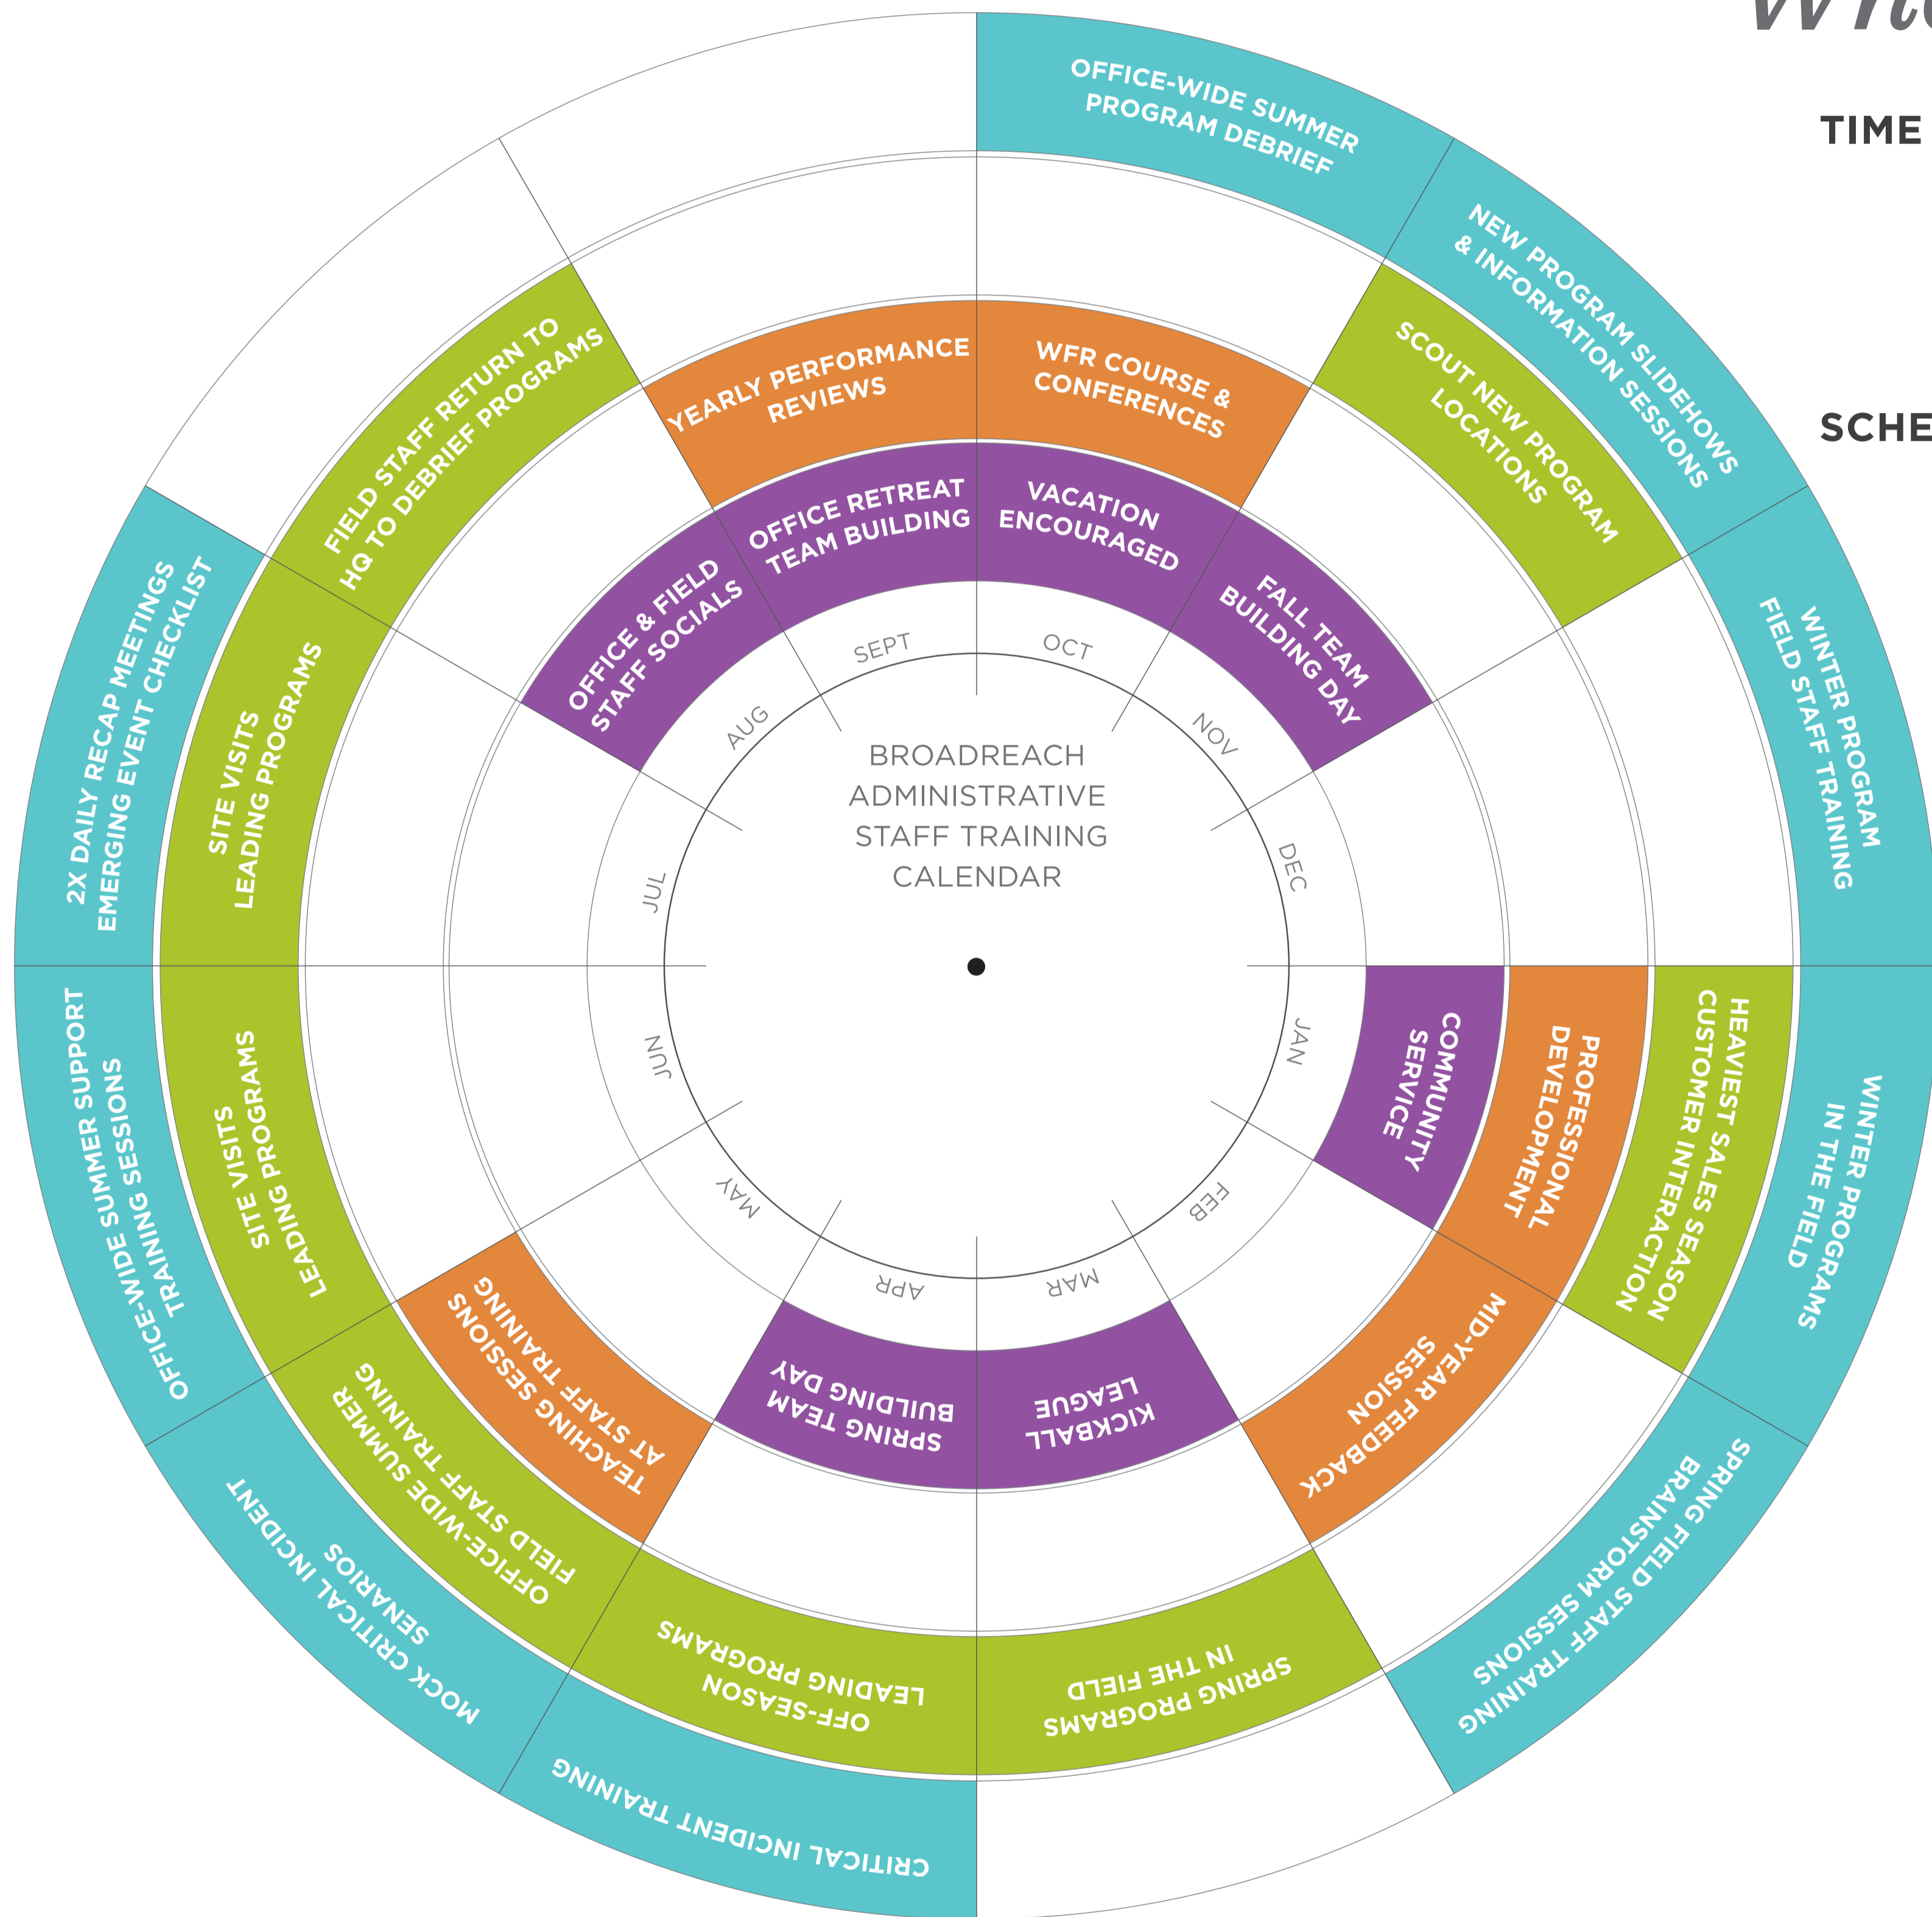 TIME
SCHE
BROADREACH
ADMINISTRATIVE
STAFF TRAINING
CALENDAR
OCT
NOV
DEC
JAN
FEB
MAR
APR
MAY
JUN
JUL
AUG
SEPT
OFFICE-WIDE SUMMER
PROGRAM DEBRIEF
NEW PROGRAM SLIDEHOWS
& INFORMATION SESSIONS
WINTER PROGRAM
FIELD STAFF TRAINING
WINTER PROGRAMS
IN THE FIELD
SPRING FIELD STAFF TRAINING
BRAINSTORM SESSIONS
CRITICAL INCIDENT TRAINING
MOCK CRITICAL INCIDENT
SENARIOS
OFFICE-WIDE SUMMER SUPPORT
TRAINING SESSIONS
2X DAILY RECAP MEETINGS
EMERGING EVENT CHECKLIST
SCOUT NEW PROGRAM
LOCATIONS
HEAVIEST SALES SEASON
CUSTOMER INTERACTION
SPRING PROGRAMS
IN THE FIELD
OFF-SEASON
LEADING PROGRAMS
OFFICE-WIDE SUMMER
FIELD STAFF TRAINING
SITE VISITS
LEADING PROGRAMS
SITE VISITS
LEADING PROGRAMS
FIELD STAFF RETURN TO
HQ TO DEBRIEF PROGRAMS
YEARLY PERFORMANCE
REVIEWS
WFR COURSE &
CONFERENCES
PROFESSIONAL
DEVELOPMENT
MID-YEAR FEEDBACK
SESSION
TEACHING SESSIONS
AT STAFF TRAINING
OFFICE & FIELD
STAFF SOCIALS
OFFICE RETREAT
TEAM BUILDING
VACATION
ENCOURAGED
FALL TEAM
BUILDING DAY
COMMUNITY
SERVICE
KICKBALL
LEAGUE
SPRING TEAM
BUILDING DAY